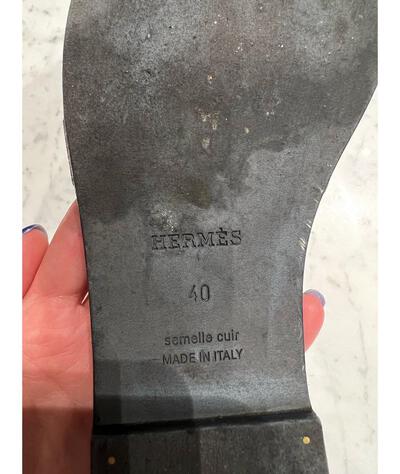 HERMÈS
40
semelle cuir
MADE IN ITALY